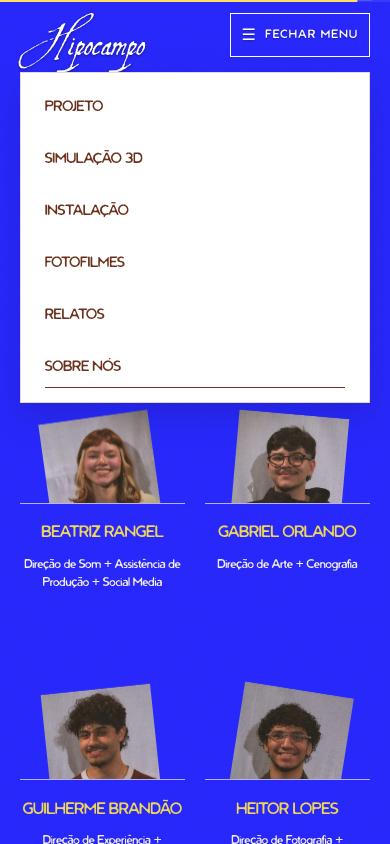 Hipocampo
☰ FECHAR MENU
PROJETO
SIMULAÇÃO 3D
INSTALAÇÃO
FOTOFILMES
RELATOS
SOBRE NÓS
BEATRIZ RANGEL
Direção de Som + Assistência de
Produção + Social Media
GABRIEL ORLANDO
Direção de Arte + Cenografia
GUILHERME BRANDÃO
Direção de Experiência +
HEITOR LOPES
Direção de Fotografia +